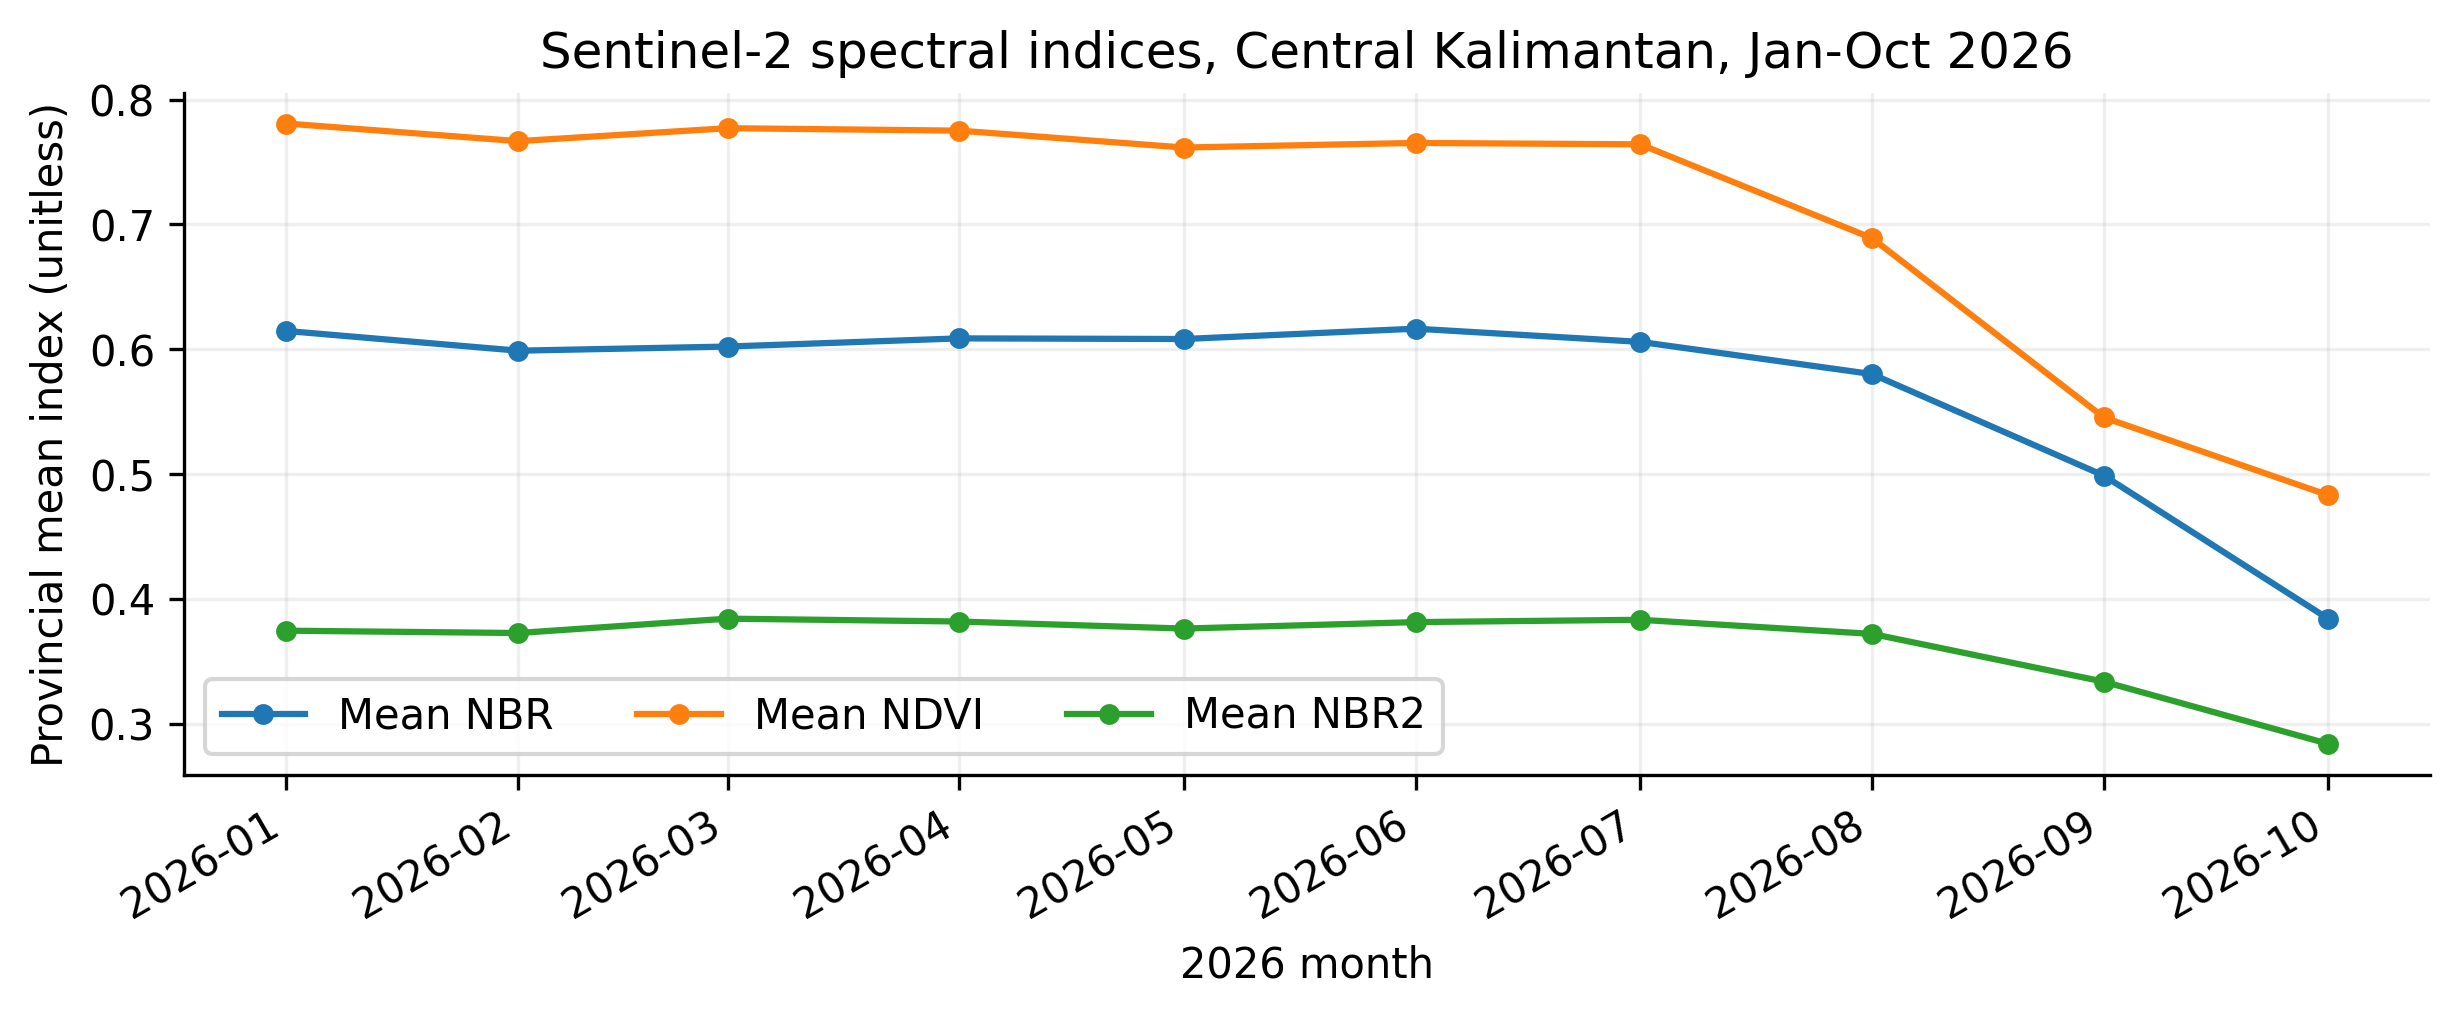 Sentinel-2 spectral indices, Central Kalimantan, Jan-Oct 2026
Provincial mean index (unitless)
0.8
0.7
0.6
0.5
0.4
0.3
Mean NBR
Mean NDVI
Mean NBR2
2026-01
2026-02
2026-03
2026-04
2026-05
2026-06
2026-07
2026-08
2026-09
2026-10
2026 month